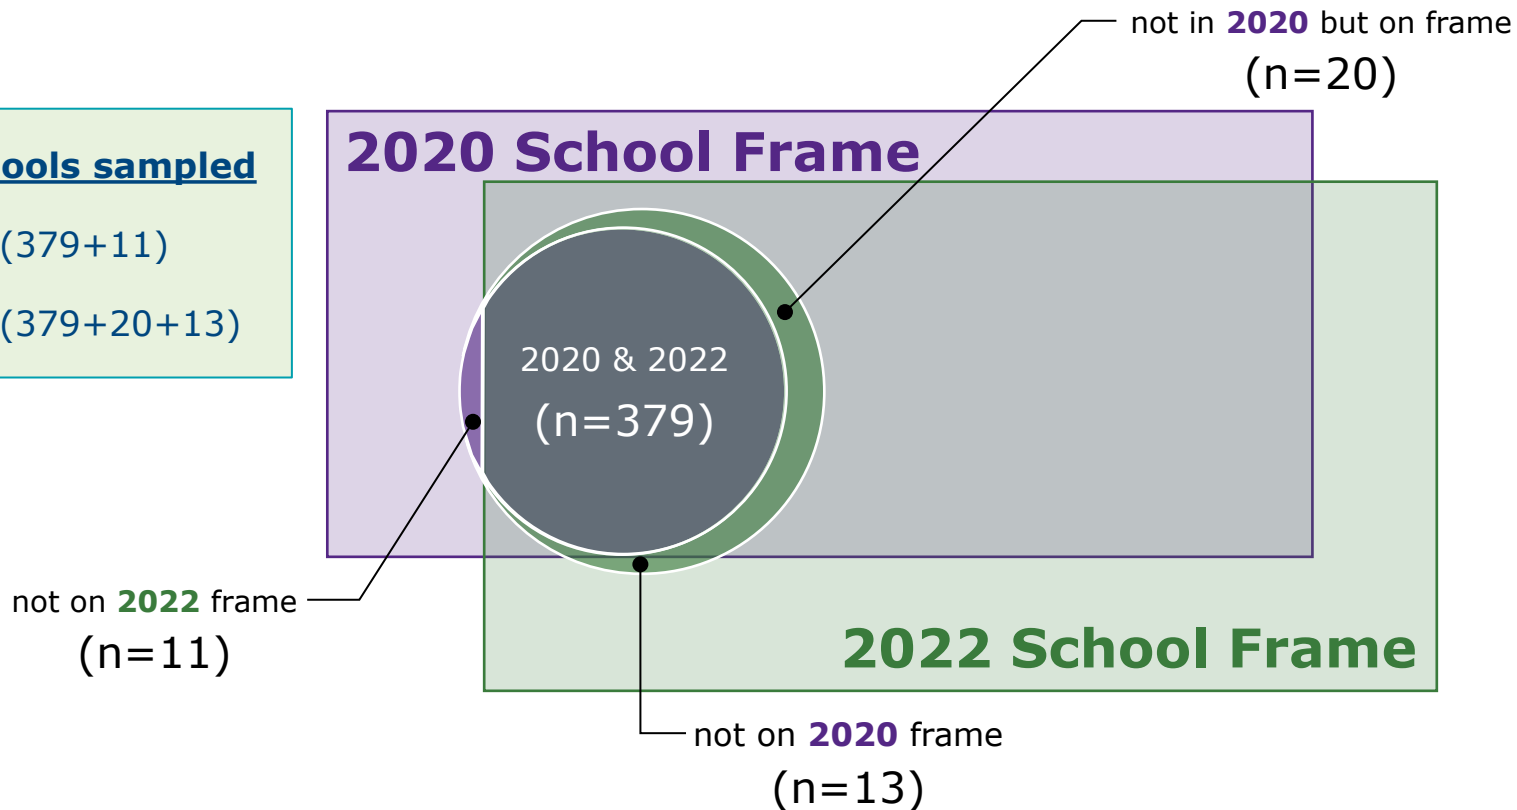 not in 2020 but on frame
(n=20)
ools sampled
(379+11)
(379+20+13)
2020 School Frame
2020 & 2022
(n=379)
not on 2022 frame
(n=11)
2022 School Frame
not on 2020 frame
(n=13)